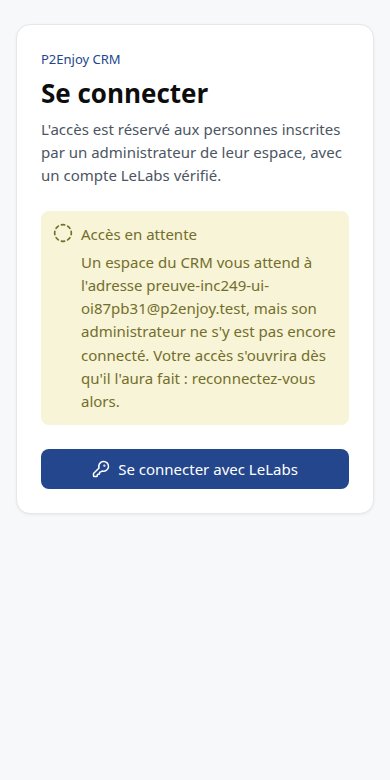 P2Enjoy CRM
Se connecter
L'accès est réservé aux personnes inscrites
par un administrateur de leur espace, avec
un compte LeLabs vérifié.
Accès en attente
Un espace du CRM vous attend à
l'adresse preuve-inc249-ui-
oi87pb31@p2enjoy.test, mais son
administrateur ne s'y est pas encore
connecté. Votre accès s'ouvrira dès
qu'il l'aura fait : reconnectez-vous
alors.
Se connecter avec LeLabs